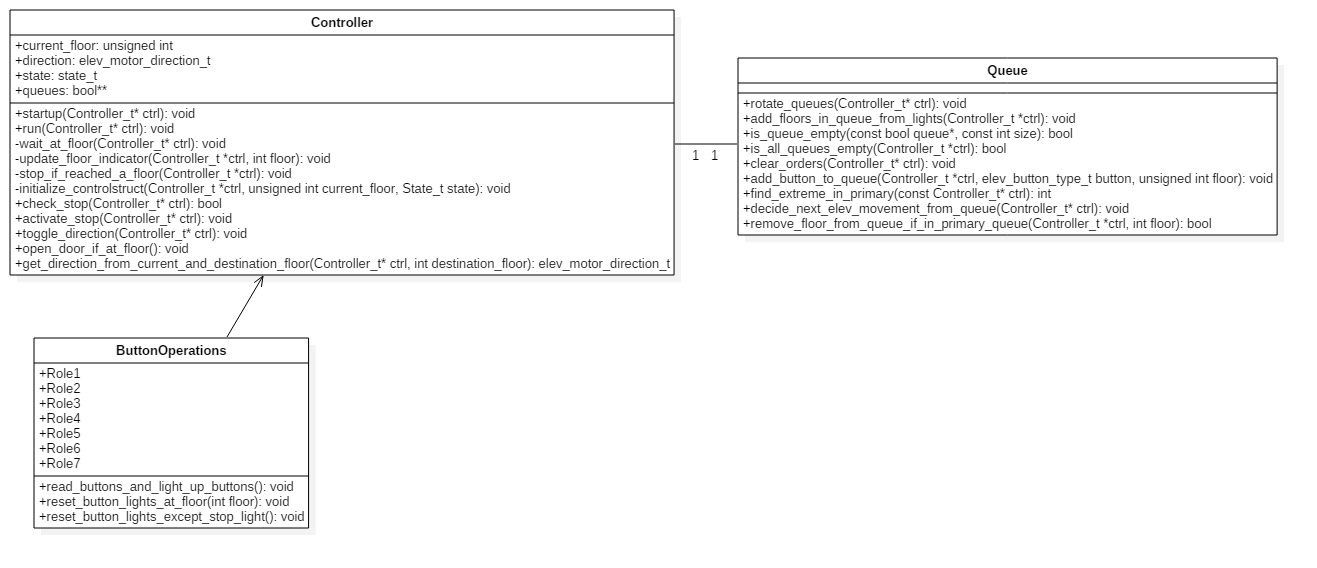 Controller
+current_floor: unsigned int
+direction: elev_motor_direction_t
+state: state_t
+queues: bool**
+startup(Controller_t* ctrl): void
+run(Controller_t* ctrl): void
-wait_at_floor(Controller_t* ctrl): void
-update_floor_indicator(Controller_t *ctrl, int floor): void
-stop_if_reached_a_floor(Controller_t *ctrl): void
-initialize_controlstruct(Controller_t *ctrl, unsigned int current_floor, State_t state): void
+check_stop(Controller_t* ctrl): bool
+activate_stop(Controller_t* ctrl): void
+toggle_direction(Controller_t* ctrl): void
+open_door_if_at_floor(): void
+get_direction_from_current_and_destination_floor(Controller_t* ctrl, int destination_floor): elev_motor_direction_t
1 1
Queue
+rotate_queues(Controller_t* ctrl): void
+add_floors_in_queue_from_lights(Controller_t *ctrl): void
+is_queue_empty(const bool queue*, const int size): bool
+is_all_queues_empty(Controller_t *ctrl): bool
+clear_orders(Controller_t* ctrl): void
+add_button_to_queue(Controller_t *ctrl, elev_button_type_t button, unsigned int floor): void
+find_extreme_in_primary(const Controller_t* ctrl): int
+decide_next_elev_movement_from_queue(Controller_t* ctrl): void
+remove_floor_from_queue_if_in_primary_queue(Controller_t *ctrl, int floor): bool
ButtonOperations
+Role1
+Role2
+Role3
+Role4
+Role5
+Role6
+Role7
+read_buttons_and_light_up_buttons(): void
+reset_button_lights_at_floor(int floor): void
+reset_button_lights_except_stop_light(): void